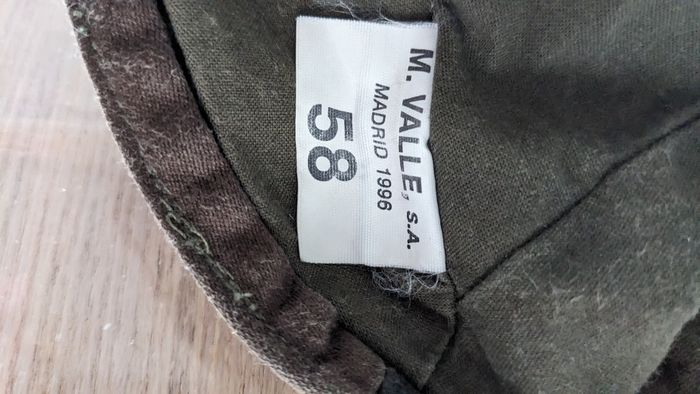 M. VALLE, S.A.
MADRID 1996
58